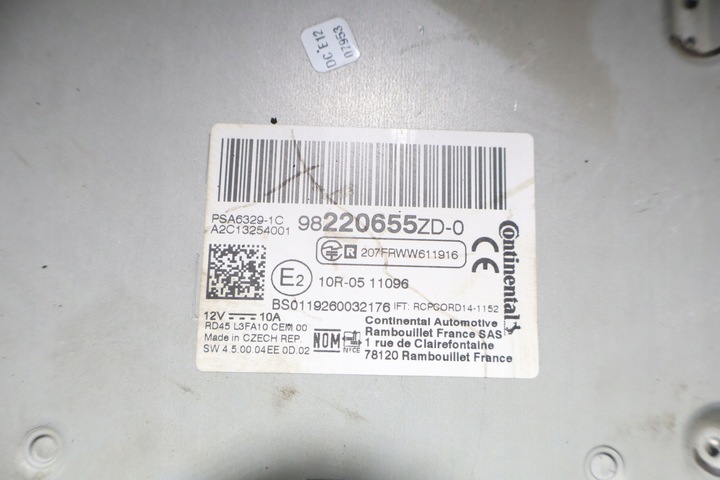 DC E12
07953
PSA6329-1C
A2C13254001
98220655ZD-0
R 207FRWW611916
CE
Continental
E2 10R-05 11096
BS0119260032176 IFT: RCPCORD14-1152
12V 10A
RD45 L3FA10 CEM 00
Made in CZECH REP.
SW 4.5.00.04EE 0D.02
NOM
NYCE
Continental Automotive
Rambouillet France SAS
1 rue de Clairefontaine
78120 Rambouillet France